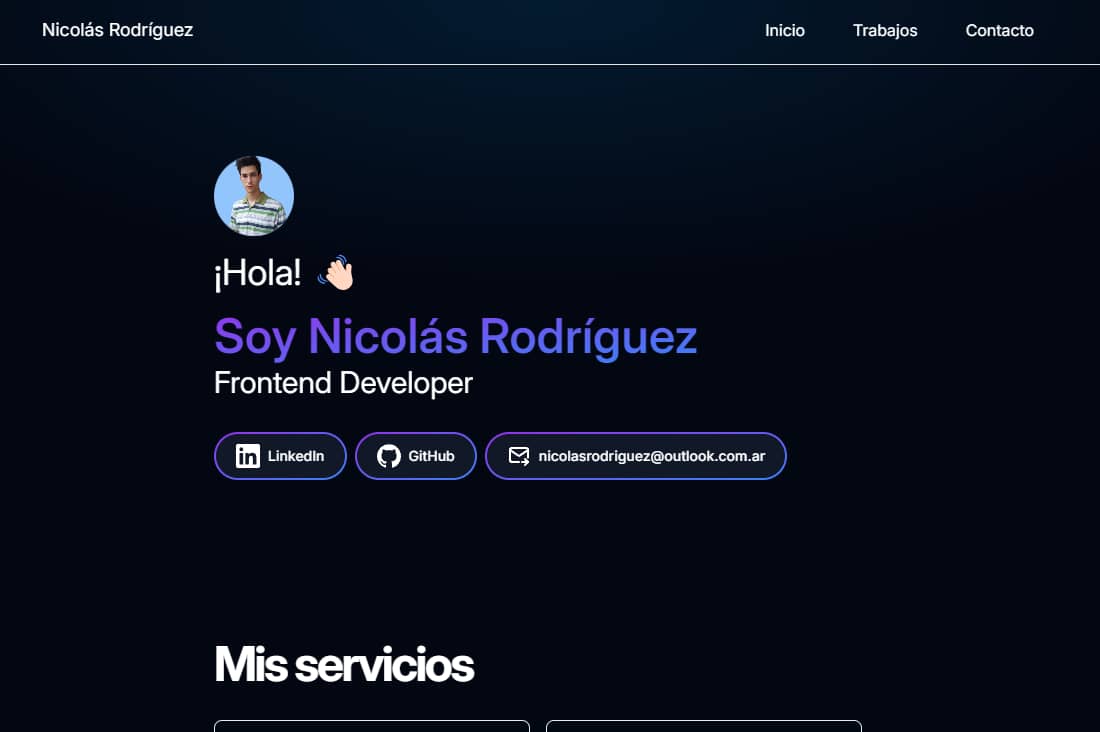 Nicolás Rodríguez
Inicio
Trabajos
Contacto
¡Hola! 👋
Soy Nicolás Rodríguez
Frontend Developer
LinkedIn
GitHub
nicolasrodriguez@outlook.com.ar
Mis servicios